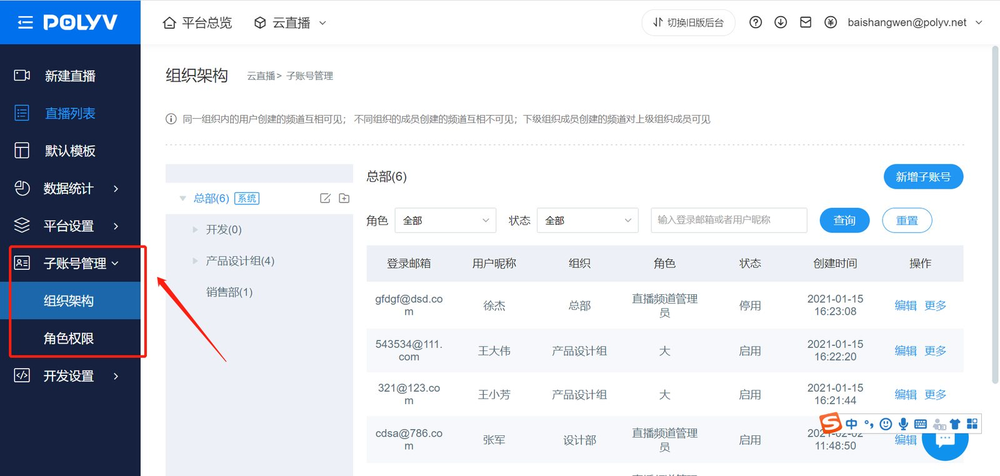 POLYV
平台总览
云直播
切换旧版后台
baishangwen@polyv.net
新建直播
直播列表
默认模板
数据统计
平台设置
子账号管理
组织架构
角色权限
开发设置
组织架构
云直播> 子账号管理
同一组织内的用户创建的频道互相可见； 不同组织的成员创建的频道互相不可见；下级组织成员创建的频道对上级组织成员可见
总部(6) 系统
开发(0)
产品设计组(4)
销售部(1)
总部(6)
新增子账号
角色 全部 状态 全部 输入登录邮箱或者用户昵称 查询 重置
登录邮箱 用户昵称 组织 角色 状态 创建时间 操作
gfdgf@dsd.co
m
徐杰
总部
直播频道管理
员
停用
2021-01-15
16:23:08
编辑 更多
543534@111.
com
王大伟
产品设计组
大
启用
2021-01-15
16:22:20
编辑 更多
321@123.co
m
王小芳
产品设计组
大
启用
2021-01-15
16:21:44
编辑 更多
cdsa@786.co
m
张军
设计部
直播频道管理
员
启用
2021-02-02
11:48:50
编辑
中